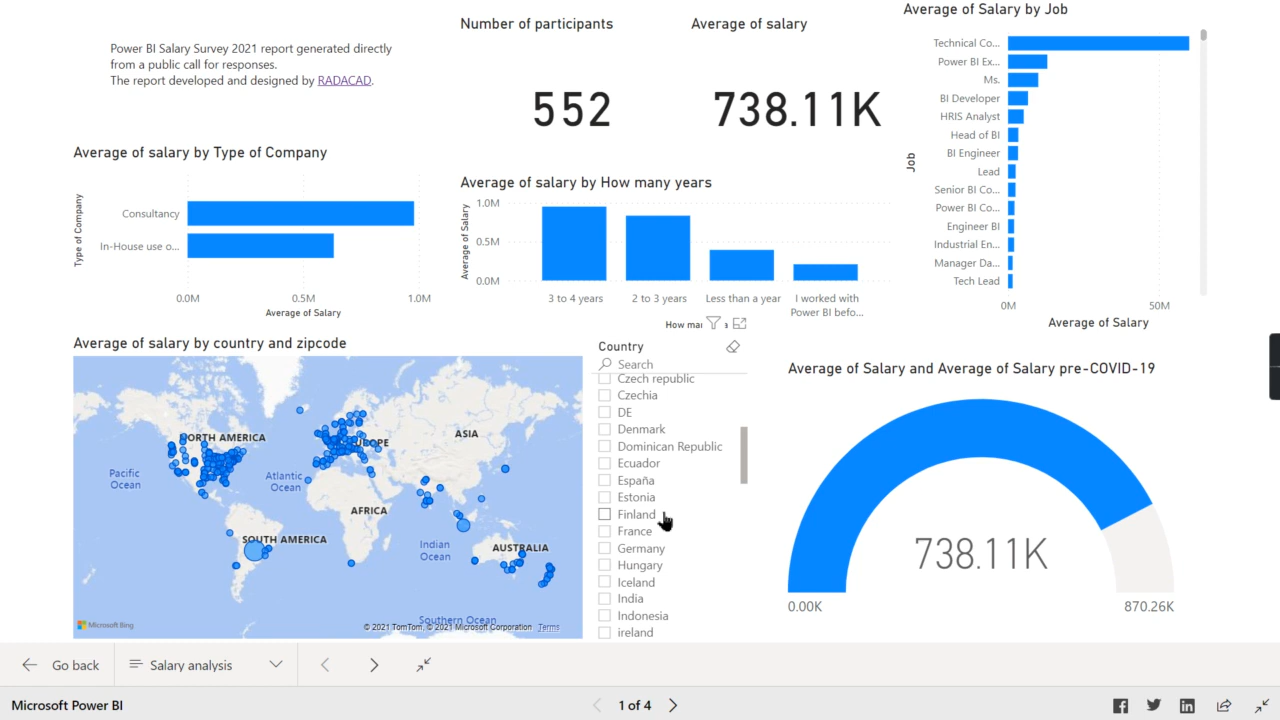 Power BI Salary Survey 2021 report generated directly
from a public call for responses.
The report developed and designed by RADACAD.
Number of participants
552
Average of salary
738.11K
Average of Salary by Job
Job
Technical Co...
Power BI Ex...
Ms.
BI Developer
HRIS Analyst
Head of BI
BI Engineer
Lead
Senior BI Co...
Power BI Co...
Engineer BI
Industrial En...
Manager Da...
Tech Lead
0M
50M
Average of Salary
Average of salary by Type of Company
Type of Company
Consultancy
In-House use o...
0.0M
0.5M
1.0M
Average of Salary
Average of salary by How many years
Average of Salary
1.0M
0.5M
0.0M
3 to 4 years
2 to 3 years
Less than a year
I worked with
Power BI befo...
How mai
Average of salary by country and zipcode
NORTH AMERICA
EUROPE
ASIA
Pacific
Ocean
Atlantic
Ocean
AFRICA
SOUTH AMERICA
Indian
Ocean
AUSTRALIA
Southern Ocean
Microsoft Bing
© 2021 TomTom, © 2021 Microsoft Corporation Terms
Country
Search
Czech republic
Czechia
DE
Denmark
Dominican Republic
Ecuador
España
Estonia
Finland
France
Germany
Hungary
Iceland
India
Indonesia
ireland
Average of Salary and Average of Salary pre-COVID-19
738.11K
0.00K
870.26K
Go back
Salary analysis
Microsoft Power BI
1 of 4